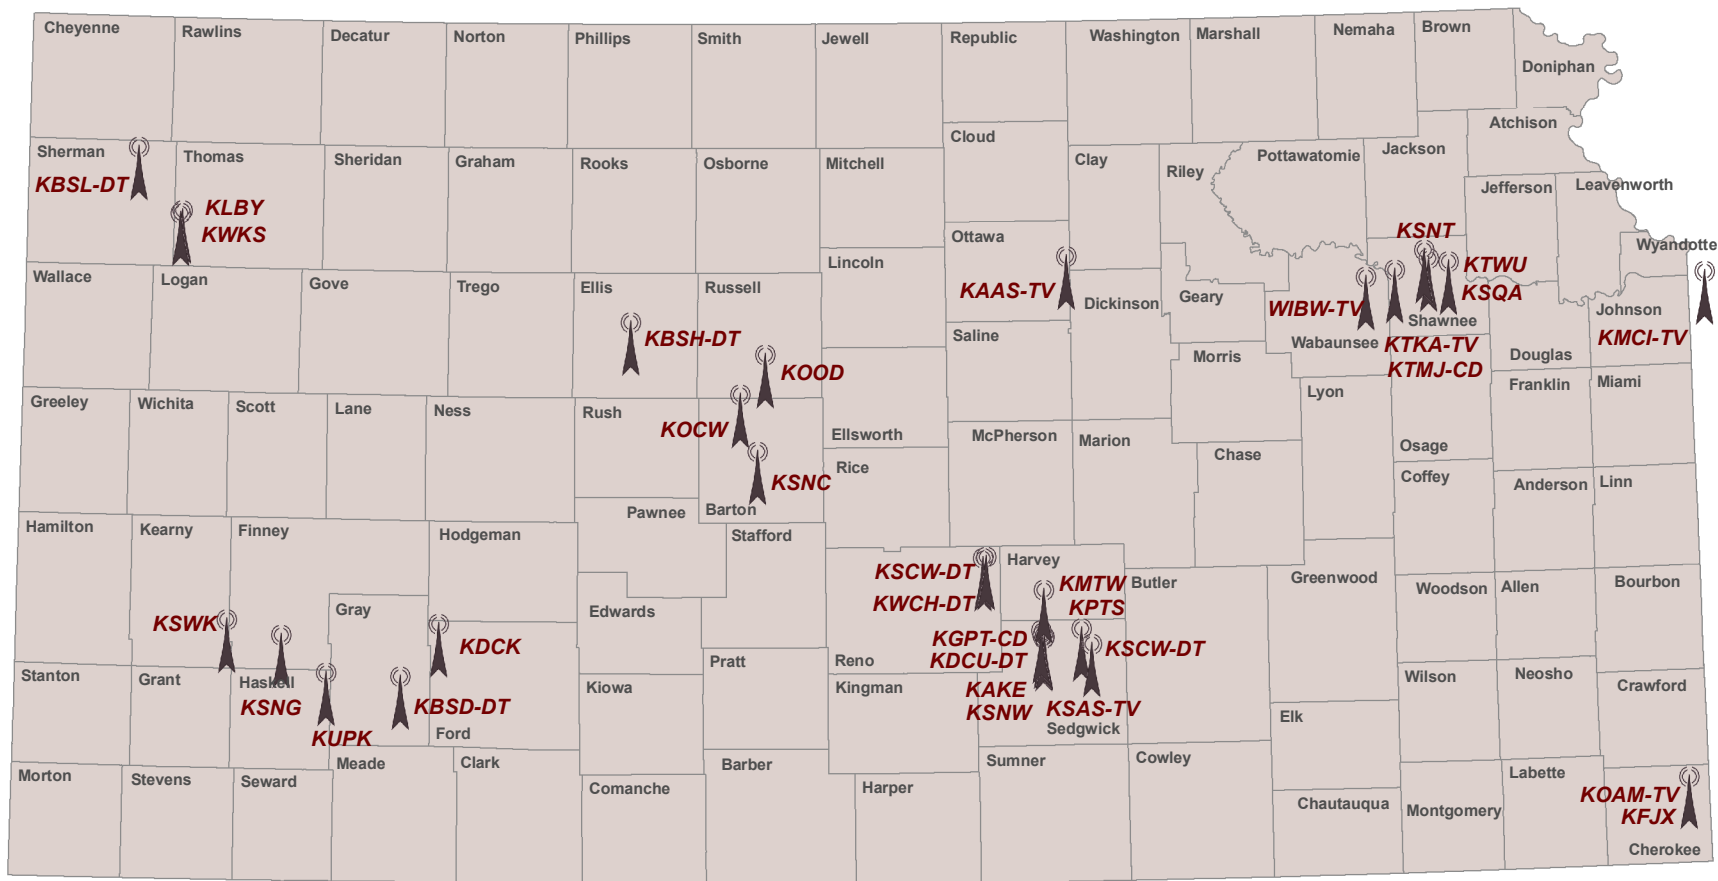 Cheyenne
Rawlins
Decatur
Norton
Phillips
Smith
Jewell
Republic
Washington
Marshall
Nemaha
Brown
Doniphan
Sherman
KBSL-DT
Thomas
KLBY
KWKS
Sheridan
Graham
Rooks
Osborne
Mitchell
Cloud
Clay
Riley
Pottawatomie
Jackson
Atchison
Jefferson
Leavenworth
Wyandotte
Wallace
Logan
Gove
Trego
Ellis
KBSH-DT
Russell
KOOD
Lincoln
Ottawa
KAAS-TV
Saline
Dickinson
Geary
Morris
WIBW-TV
Wabaunsee
KSNT
KTWU
KSQA
Shawnee
KTKA-TV
KTMJ-CD
Douglas
Johnson
KMCI-TV
Greeley
Wichita
Scott
Lane
Ness
Rush
KOCW
KSNC
Barton
Ellsworth
Rice
McPherson
Marion
Chase
Lyon
Osage
Franklin
Miami
Coffey
Anderson
Linn
Hamilton
Kearny
Finney
Hodgeman
Pawnee
Stafford
KSCW-DT
KWCH-DT
Reno
Harvey
KMTW
KPTS
Butler
Greenwood
Woodson
Allen
Bourbon
KSWK
Gray
KDCK
Edwards
KGPT-CD
KDCU-DT
KSCW-DT
KAKE
KSNW
KSAS-TV
Sedgwick
Stanton
Grant
Haskell
KSNG
KUPK
KBSD-DT
Ford
Kiowa
Pratt
Kingman
Elk
Wilson
Neosho
Crawford
Morton
Stevens
Seward
Meade
Clark
Comanche
Barber
Harper
Sumner
Cowley
Chautauqua
Montgomery
Labette
KOAM-TV
KFJX
Cherokee